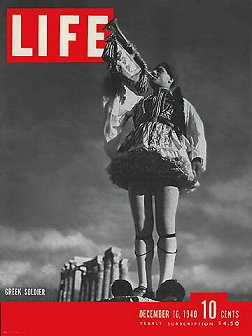 LIFE
GREEK SOLDIER
DECEMBER 16, 1940 10 CENTS
YEARLY SUBSCRIPTION $4.50